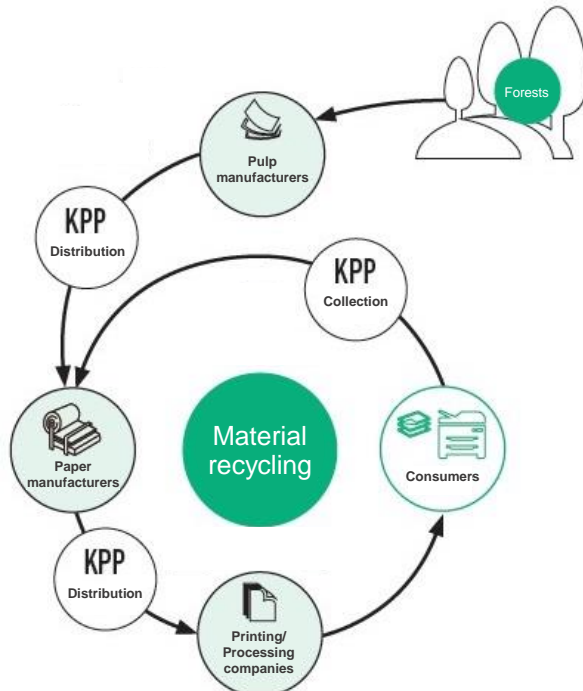 Forests
Pulp
manufacturers
KPP
Distribution
KPP
Collection
Paper
manufacturers
Material
recycling
Consumers
KPP
Distribution
Printing/
Processing
companies